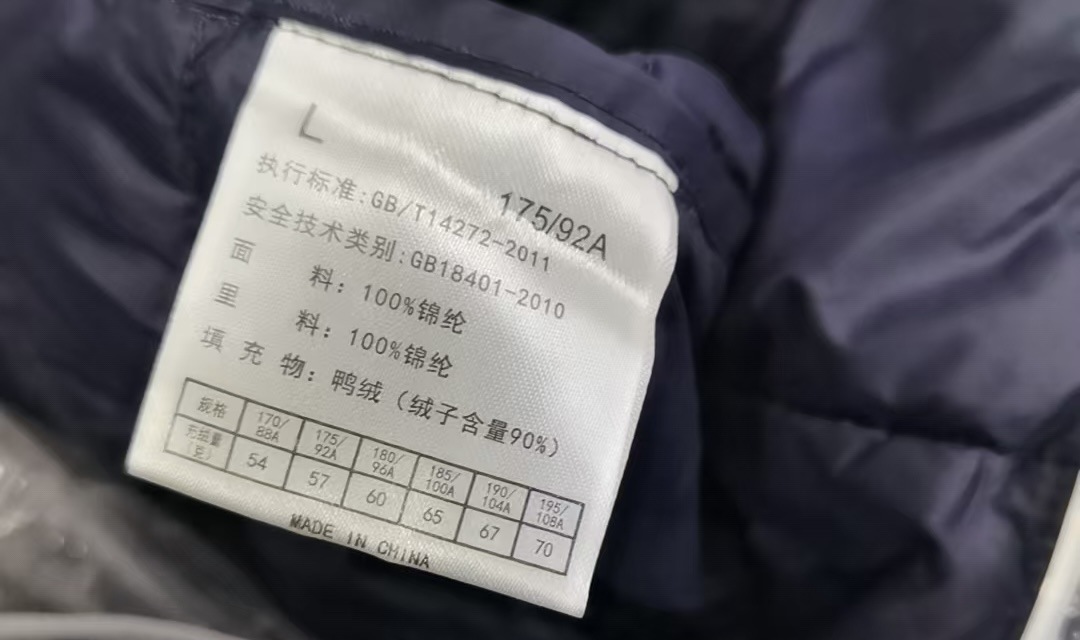 L
175/92A
执行标准:GB/T14272-2011
安全技术类别:GB18401-2010
面 料: 100%锦纶
里 料: 100%锦纶
填 充 物: 鸭绒（绒子含量90%）
规格 170/88A 175/92A 180/96A 185/100A 190/104A 195/108A
充绒量（克） 54 57 60 65 67 70
MADE IN CHINA